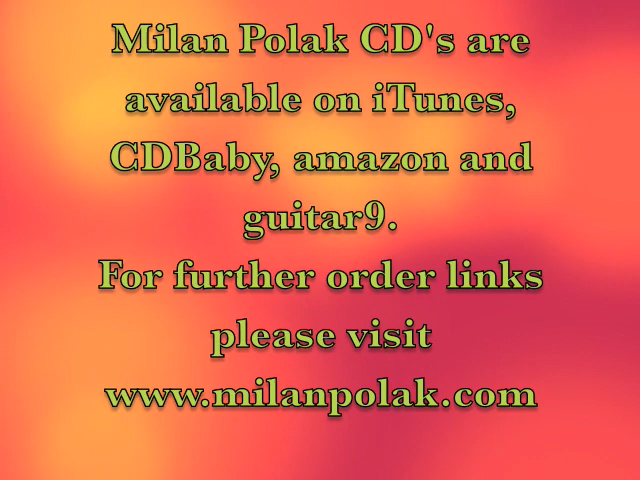 Milan Polak CD's are
available on iTunes,
CDBaby, amazon and
guitar9.
For further order links
please visit
www.milanpolak.com